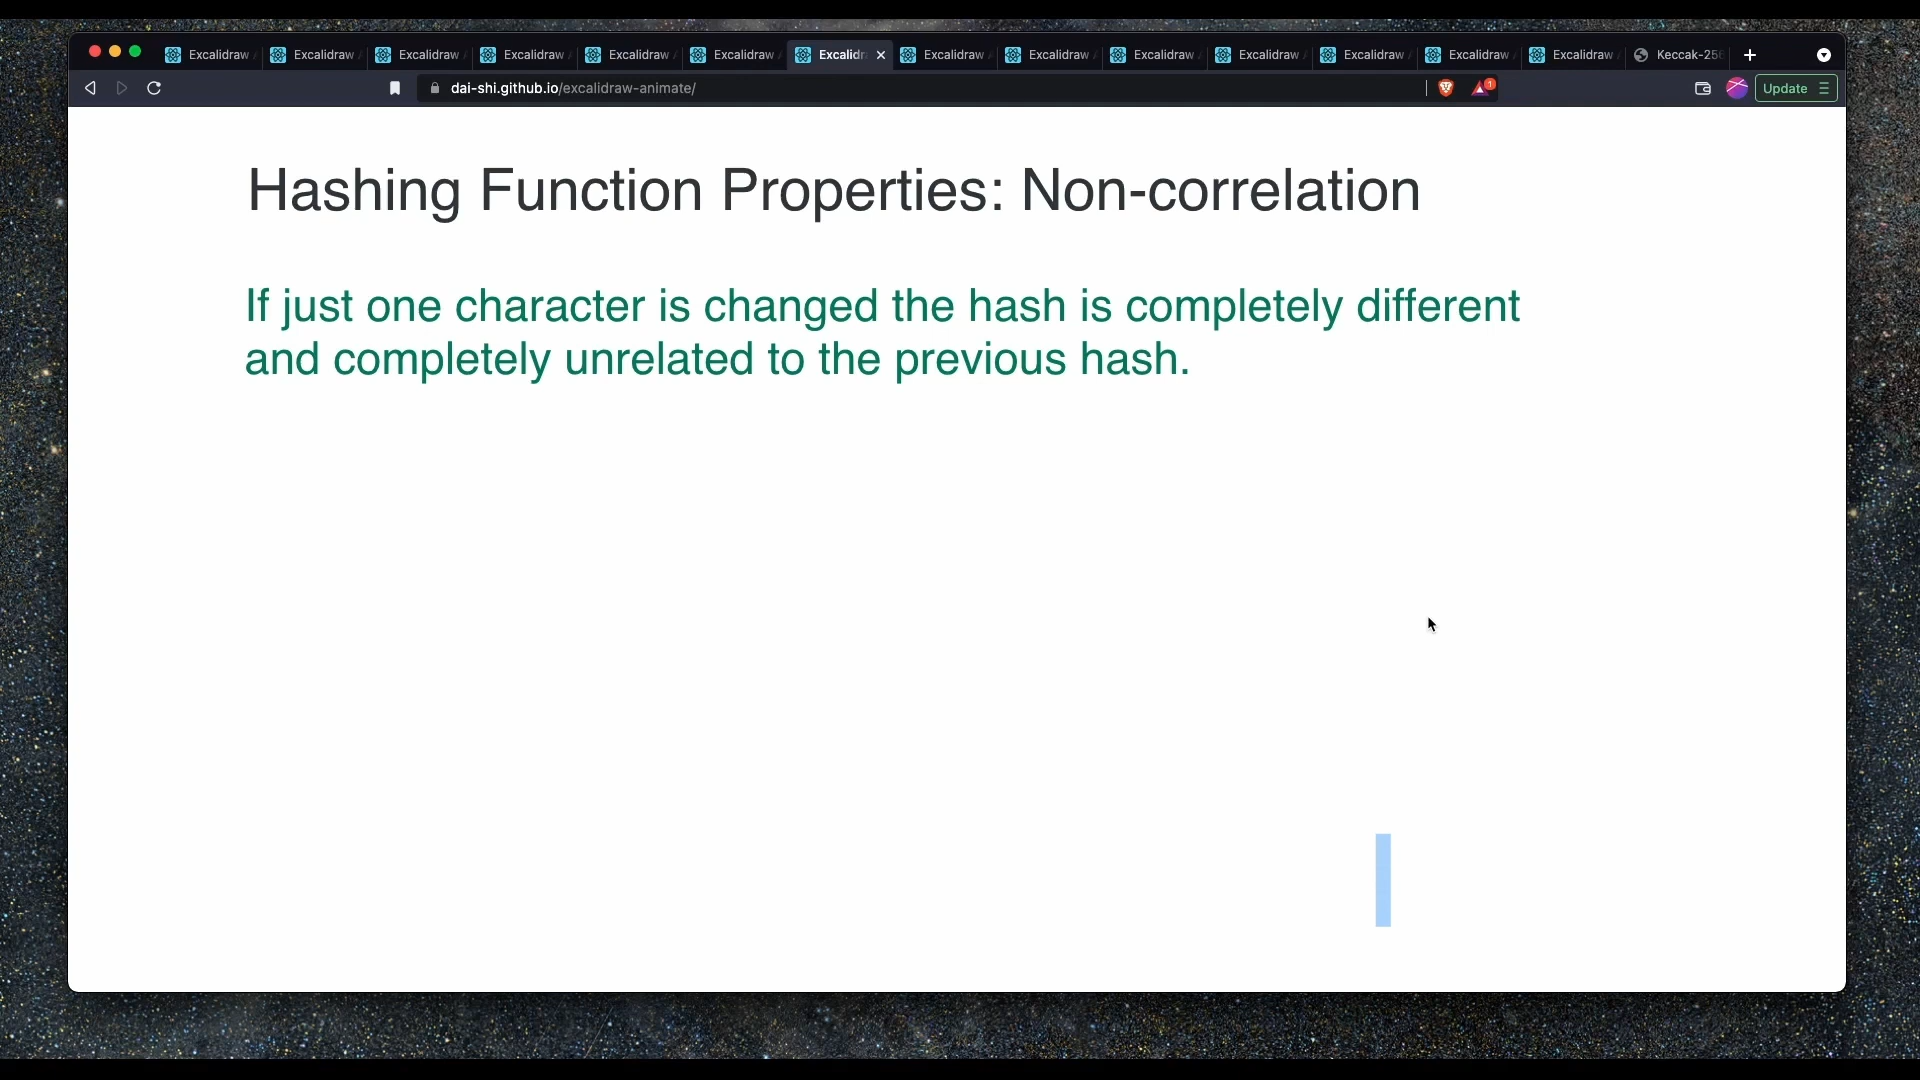 Excalidraw Excalidraw Excalidraw Excalidraw Excalidraw Excalidraw Excalidr Excalidraw Excalidraw Excalidraw Excalidraw Excalidraw Excalidraw Excalidraw Keccak-256
dai-shi.github.io/excalidraw-animate/ 1 Update
Hashing Function Properties: Non-correlation
If just one character is changed the hash is completely different
and completely unrelated to the previous hash.